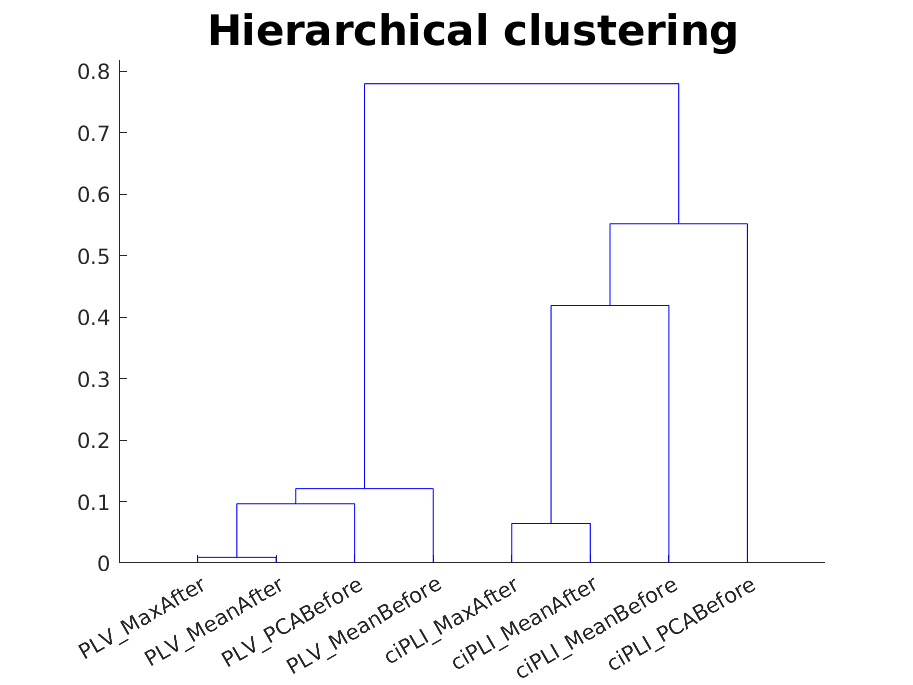 Hierarchical clustering
0.8
0.7
0.6
0.5
0.4
0.3
0.2
0.1
0
PLV_MaxAfter
PLV_MeanAfter
PLV_PCABefore
PLV_MeanBefore
ciPLI_MaxAfter
ciPLI_MeanAfter
ciPLI_MeanBefore
ciPLI_PCABefore